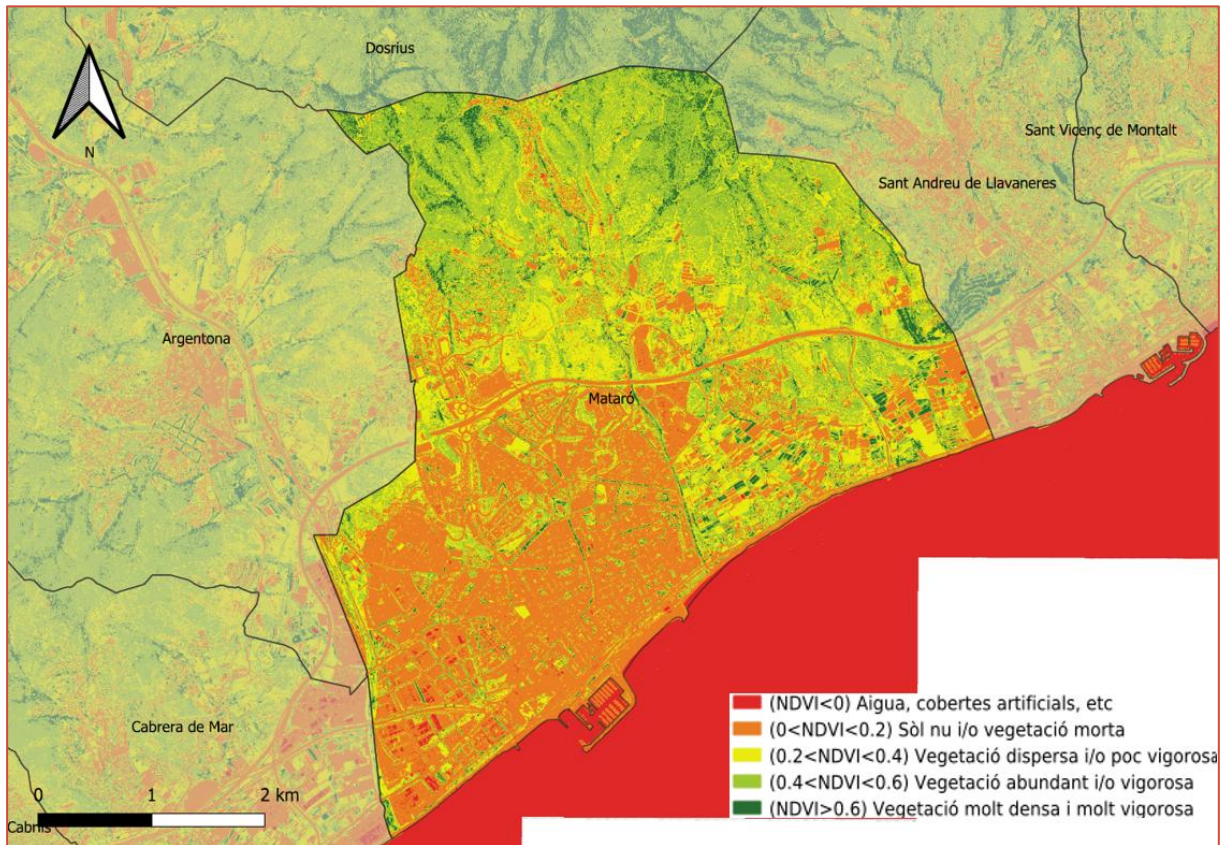 Dosrius
N
Sant Vicenç de Montalt
Sant Andreu de Llavaneres
Argentona
Mataró
Cabrera de Mar
0 1 2 km
Cabrils
(NDVI<0) Aigua, cobertes artificials, etc
(0<NDVI<0.2) Sòl nu i/o vegetació morta
(0.2<NDVI<0.4) Vegetació dispersa i/o poc vigorosa
(0.4<NDVI<0.6) Vegetació abundant i/o vigorosa
(NDVI>0.6) Vegetació molt densa i molt vigorosa